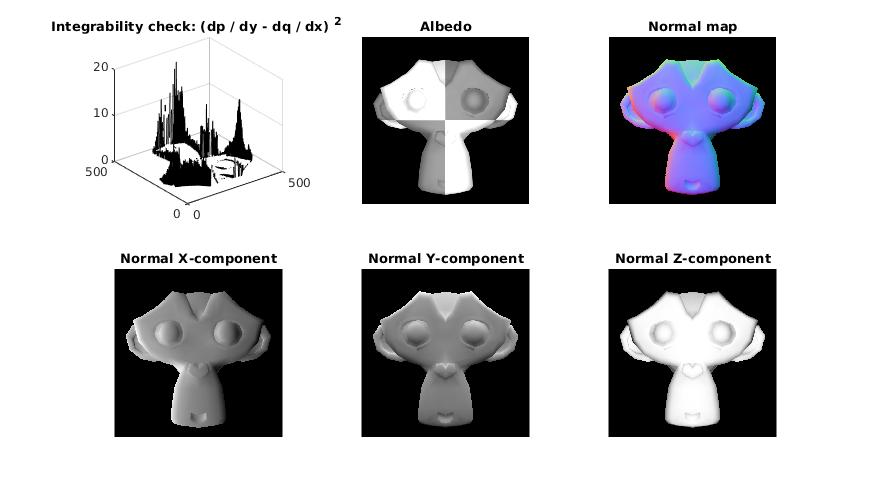 Integrability check: (dp / dy - dq / dx) ²
Albedo
Normal map
20
10
0
500
0
0
500
Normal X-component
Normal Y-component
Normal Z-component